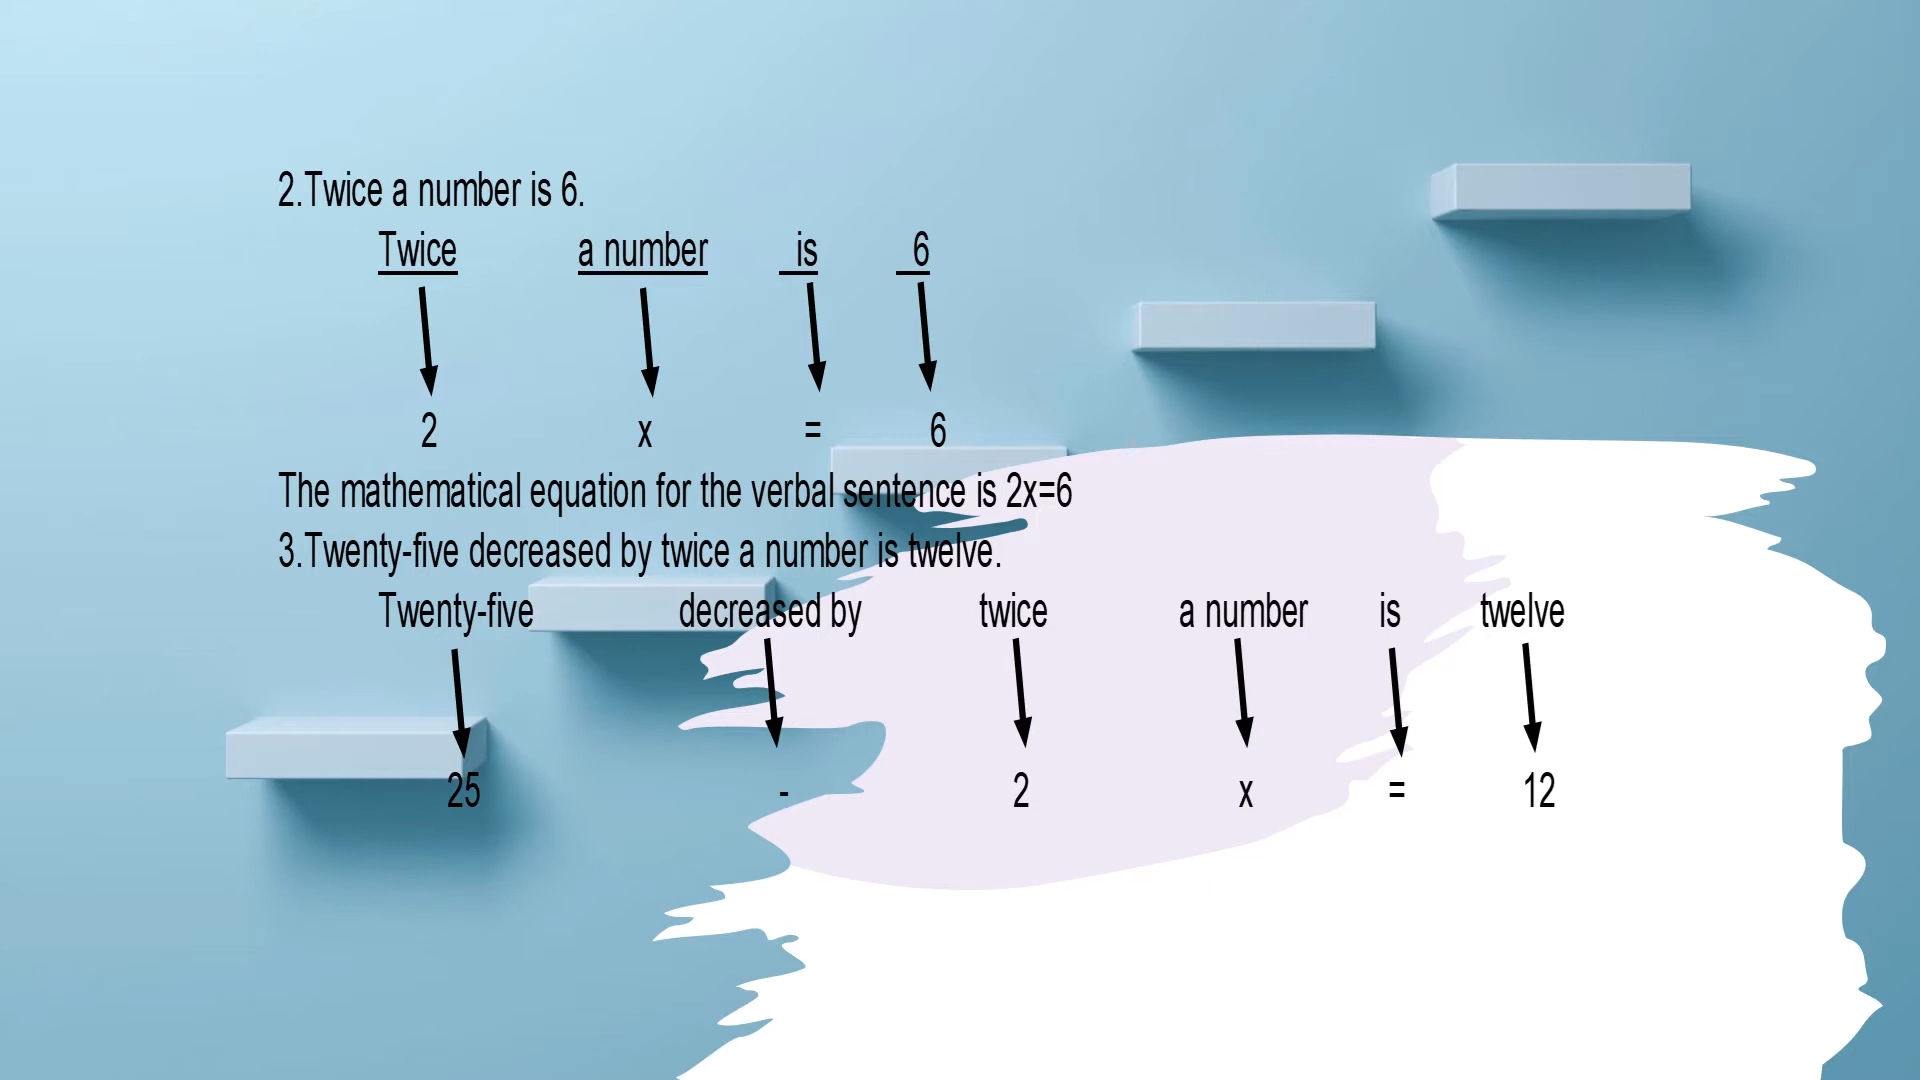 2.Twice a number is 6.
Twice a number is 6
2 x = 6
The mathematical equation for the verbal sentence is 2x=6
3.Twenty-five decreased by twice a number is twelve.
Twenty-five decreased by twice a number is twelve
25 - 2 x = 12